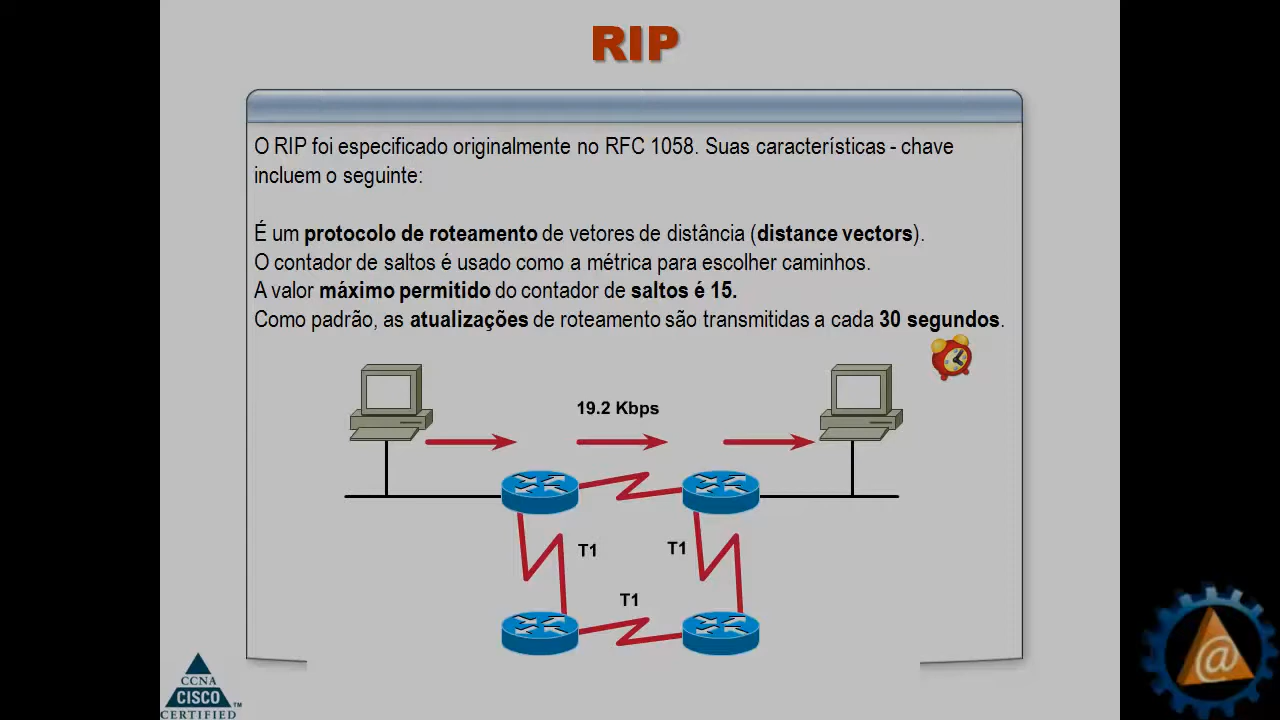 RIP
O RIP foi especificado originalmente no RFC 1058. Suas características - chave
incluem o seguinte:
É um protocolo de roteamento de vetores de distância (distance vectors).
O contador de saltos é usado como a métrica para escolher caminhos.
A valor máximo permitido do contador de saltos é 15.
Como padrão, as atualizações de roteamento são transmitidas a cada 30 segundos.
19.2 Kbps
T1
T1
T1
CCNA
CISCO
CERTIFIED
TM
@